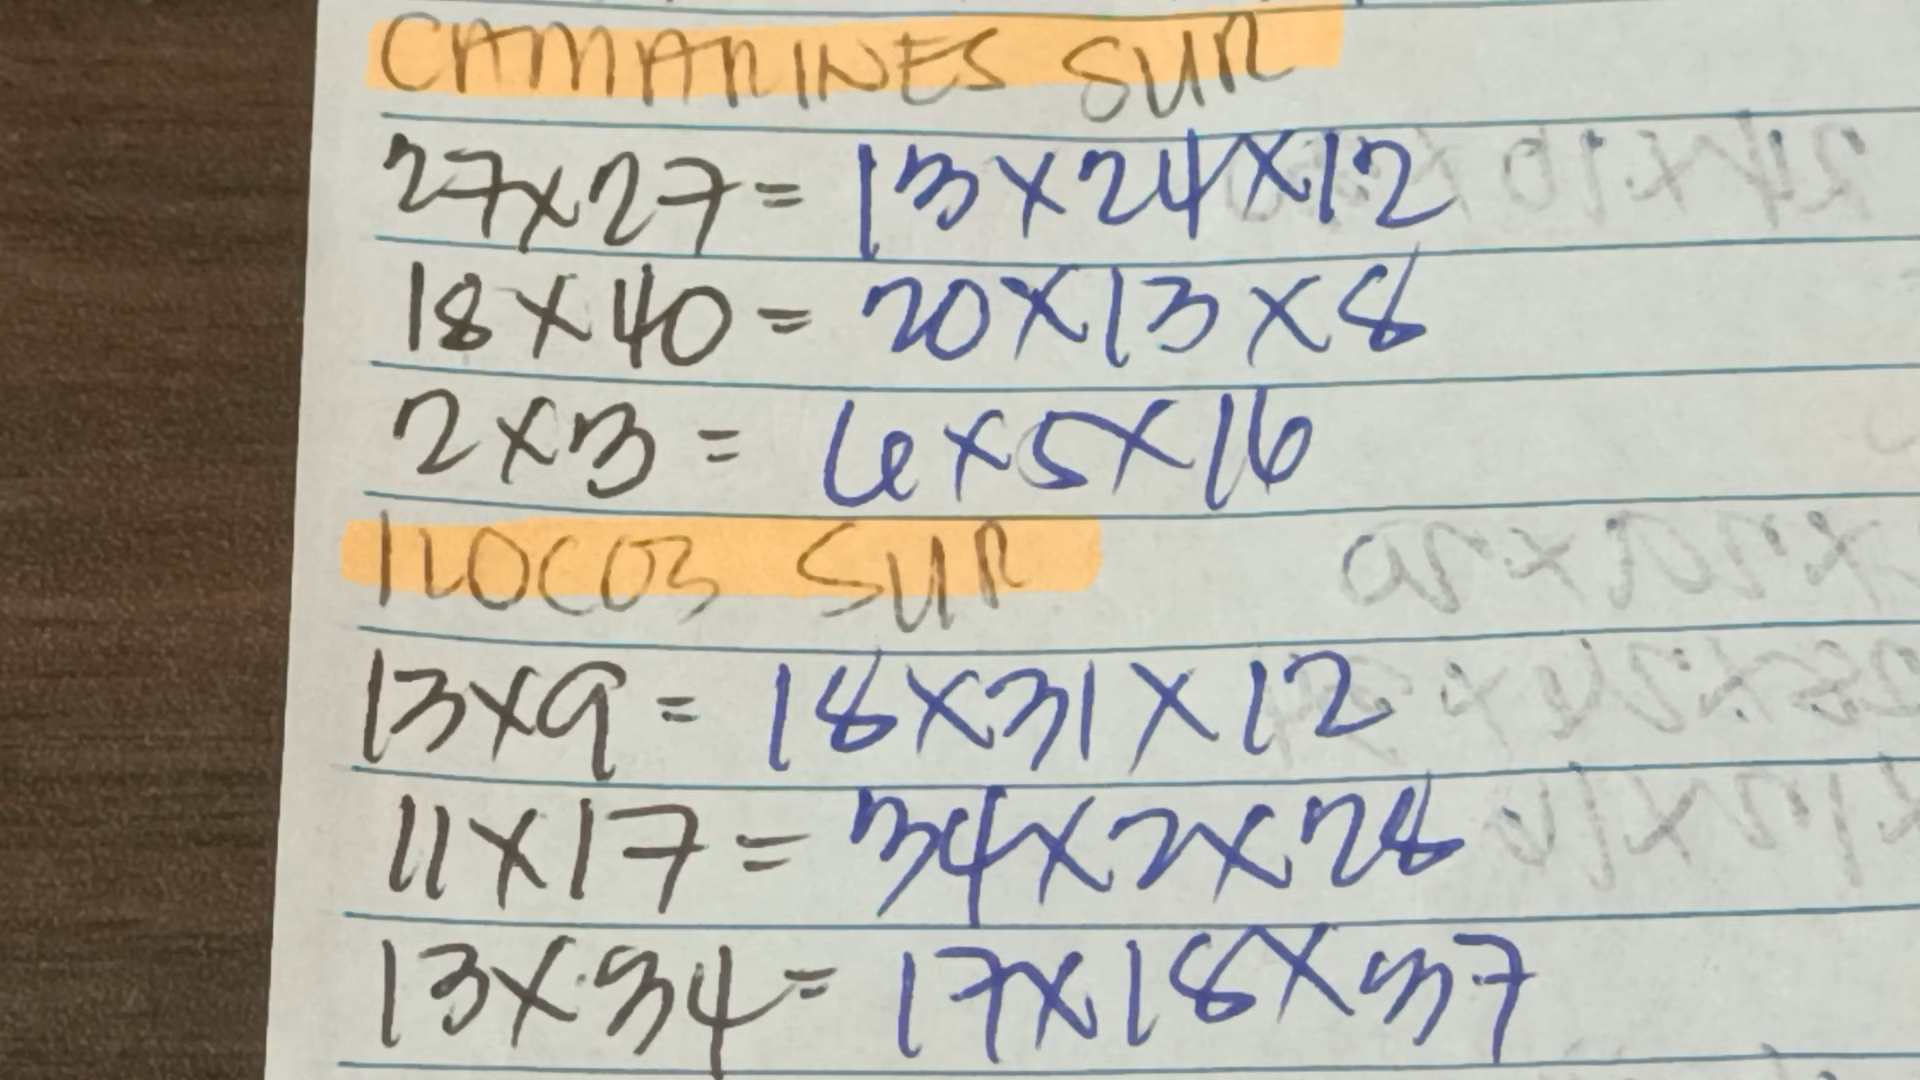 CAMARINES SUR
27x27= 13x24x12
18x40= 20x13x8
2x3= 6x5x16
ILOCOS SUR
13x9= 18x31x12
11x17= 34x2x28
13x34= 17x18x37